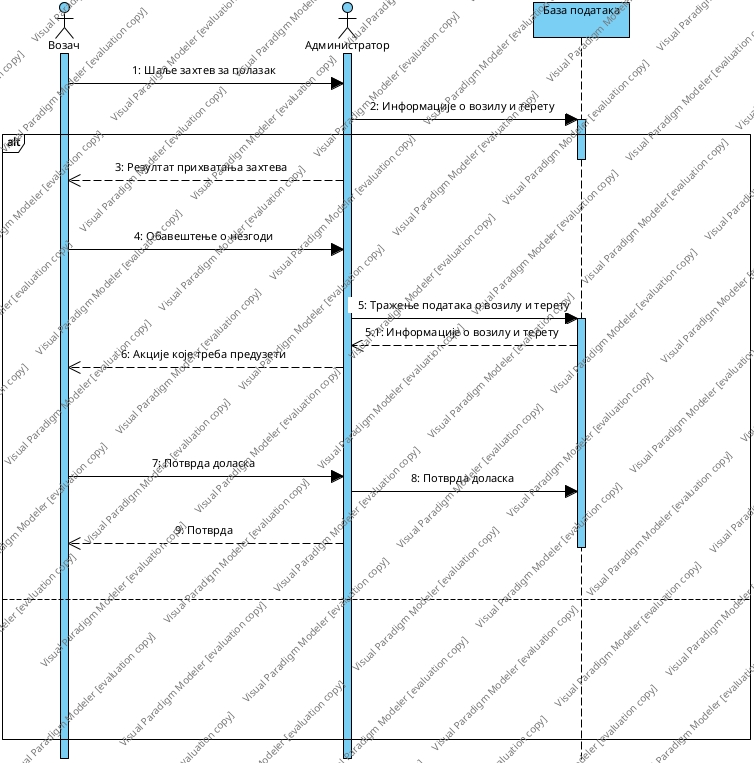 Возач
Администратор
База података
1: Шаље захтев за полазак
2: Информације о возилу и терету
alt
3: Резултат прихватања захтева
4: Обавештење о незгоди
5: Тражење података о возилу и терету
5.1: Информације о возилу и терету
6: Акције које треба предузети
7: Потврда доласка
8: Потврда доласка
9: Потврда
Visual Paradigm Modeler [evaluation copy]